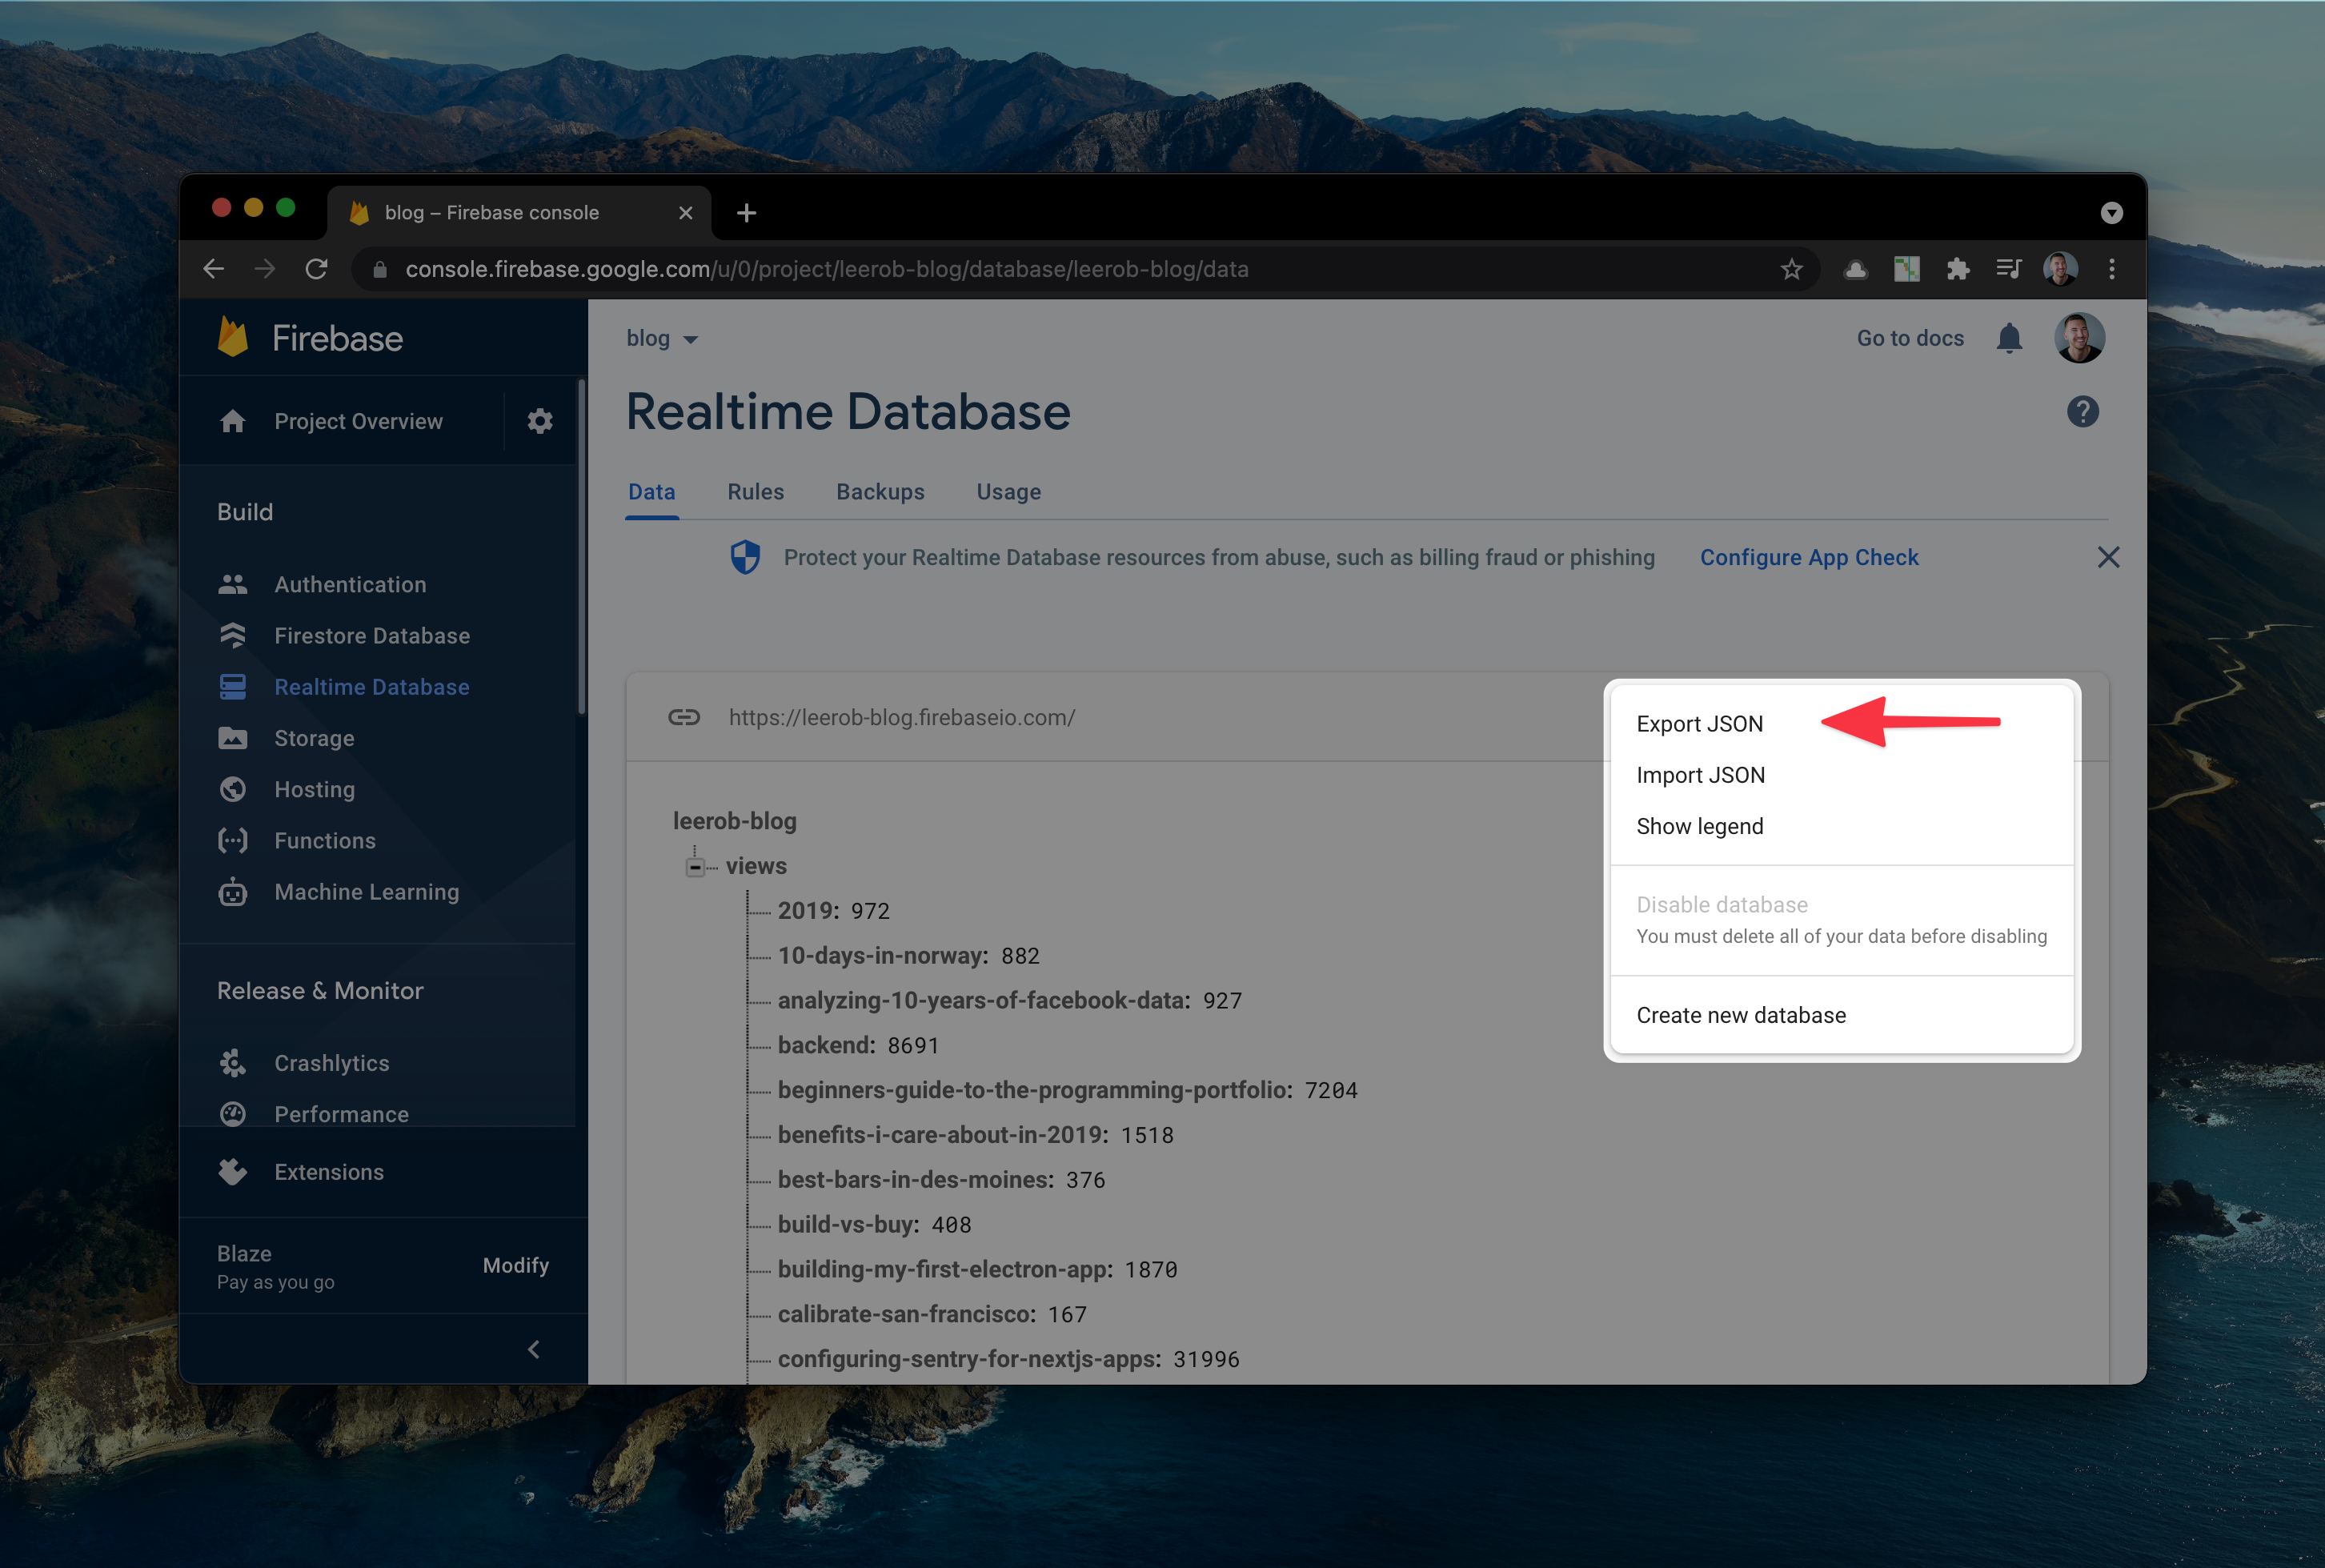 blog – Firebase console
console.firebase.google.com/u/0/project/leerob-blog/database/leerob-blog/data
Firebase
Project Overview
Build
Authentication
Firestore Database
Realtime Database
Storage
Hosting
Functions
Machine Learning
Release & Monitor
Crashlytics
Performance
Extensions
Blaze
Pay as you go
Modify
blog
Go to docs
Realtime Database
Data Rules Backups Usage
Protect your Realtime Database resources from abuse, such as billing fraud or phishing Configure App Check
https://leerob-blog.firebaseio.com/
leerob-blog
views
2019: 972
10-days-in-norway: 882
analyzing-10-years-of-facebook-data: 927
backend: 8691
beginners-guide-to-the-programming-portfolio: 7204
benefits-i-care-about-in-2019: 1518
best-bars-in-des-moines: 376
build-vs-buy: 408
building-my-first-electron-app: 1870
calibrate-san-francisco: 167
configuring-sentry-for-nextjs-apps: 31996
Export JSON
Import JSON
Show legend
Disable database
You must delete all of your data before disabling
Create new database